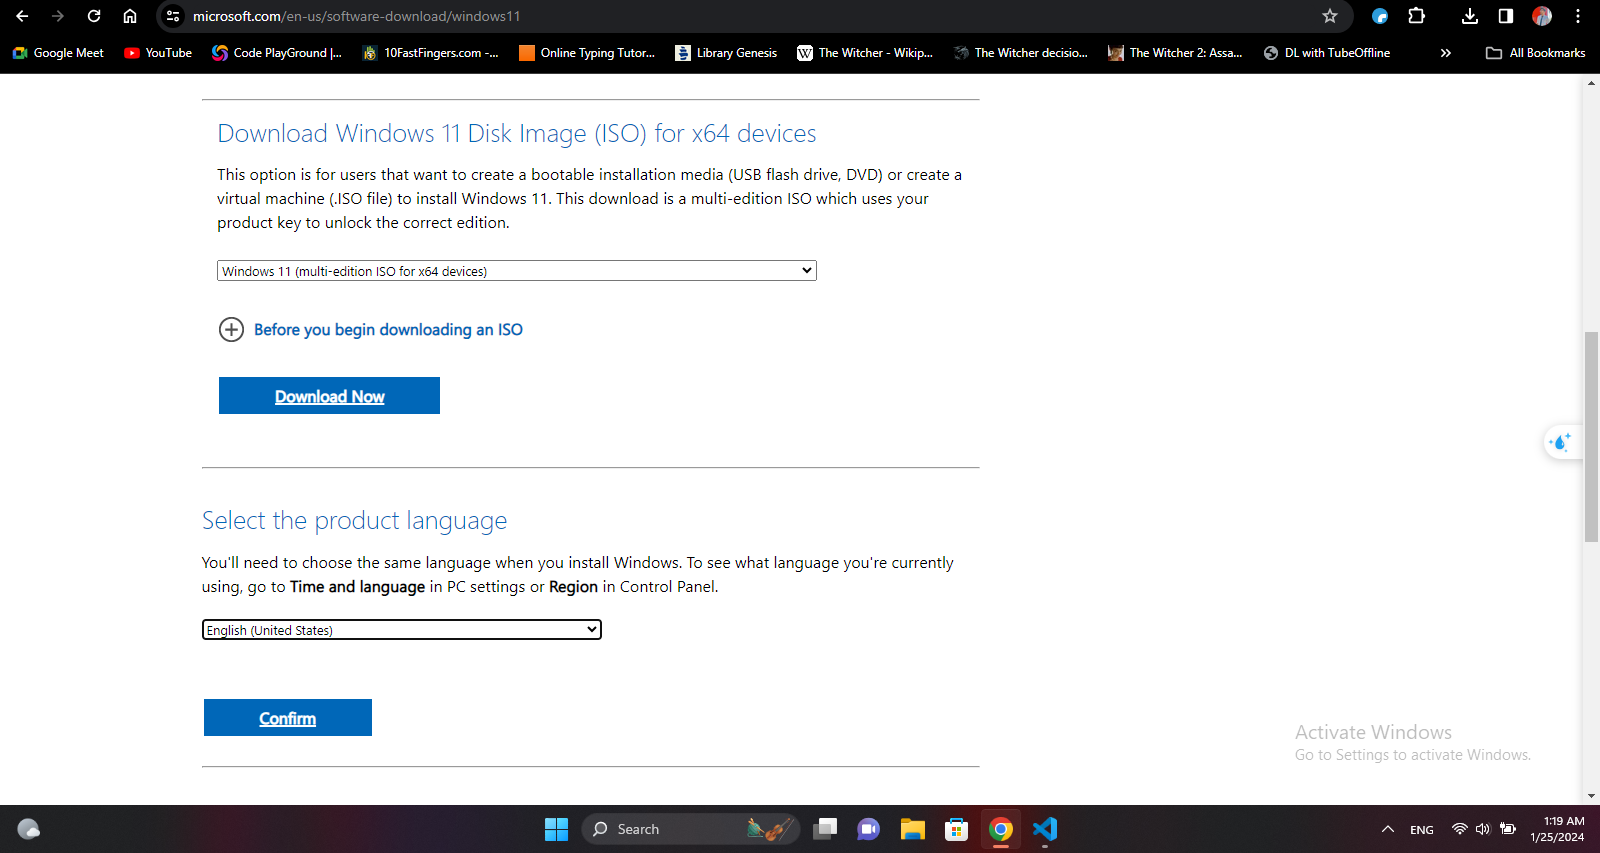 microsoft.com/en-us/software-download/windows11
Google Meet
YouTube
Code PlayGround |...
10FastFingers.com -...
Online Typing Tutor...
Library Genesis
The Witcher - Wikip...
The Witcher decisio...
The Witcher 2: Assa...
DL with TubeOffline
»
All Bookmarks
Download Windows 11 Disk Image (ISO) for x64 devices
This option is for users that want to create a bootable installation media (USB flash drive, DVD) or create a
virtual machine (.ISO file) to install Windows 11. This download is a multi-edition ISO which uses your
product key to unlock the correct edition.
Windows 11 (multi-edition ISO for x64 devices)
Before you begin downloading an ISO
Download Now
Select the product language
You'll need to choose the same language when you install Windows. To see what language you're currently
using, go to Time and language in PC settings or Region in Control Panel.
English (United States)
Confirm
Activate Windows
Go to Settings to activate Windows.
Search
ENG
1:19 AM
1/25/2024